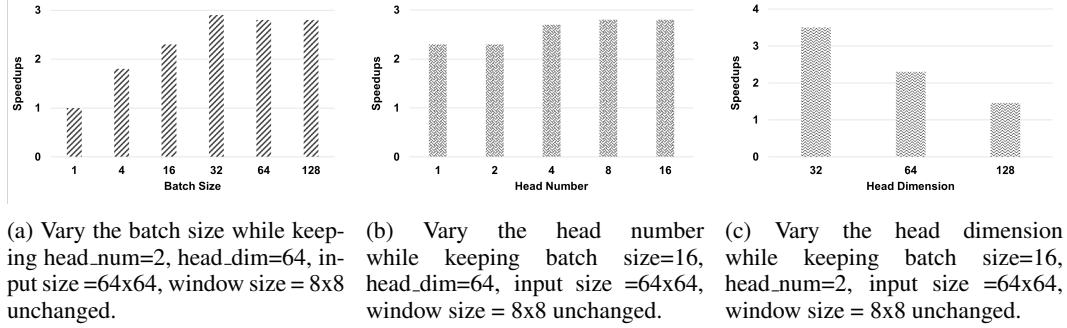 3
2
1
0
Speedups
1 4 16 32 64 128
Batch Size
(a) Vary the batch size while keep-
ing head_num=2, head_dim=64, in-
put size =64x64, window size = 8x8
unchanged.
3
2
1
0
Speedups
1 2 4 8 16
Head Number
(b) Vary the head number
while keeping batch size=16,
head_dim=64, input size =64x64,
window size = 8x8 unchanged.
4
3
2
1
0
Speedups
32 64 128
Head Dimension
(c) Vary the head dimension
while keeping batch size=16,
head_num=2, input size =64x64,
window size = 8x8 unchanged.